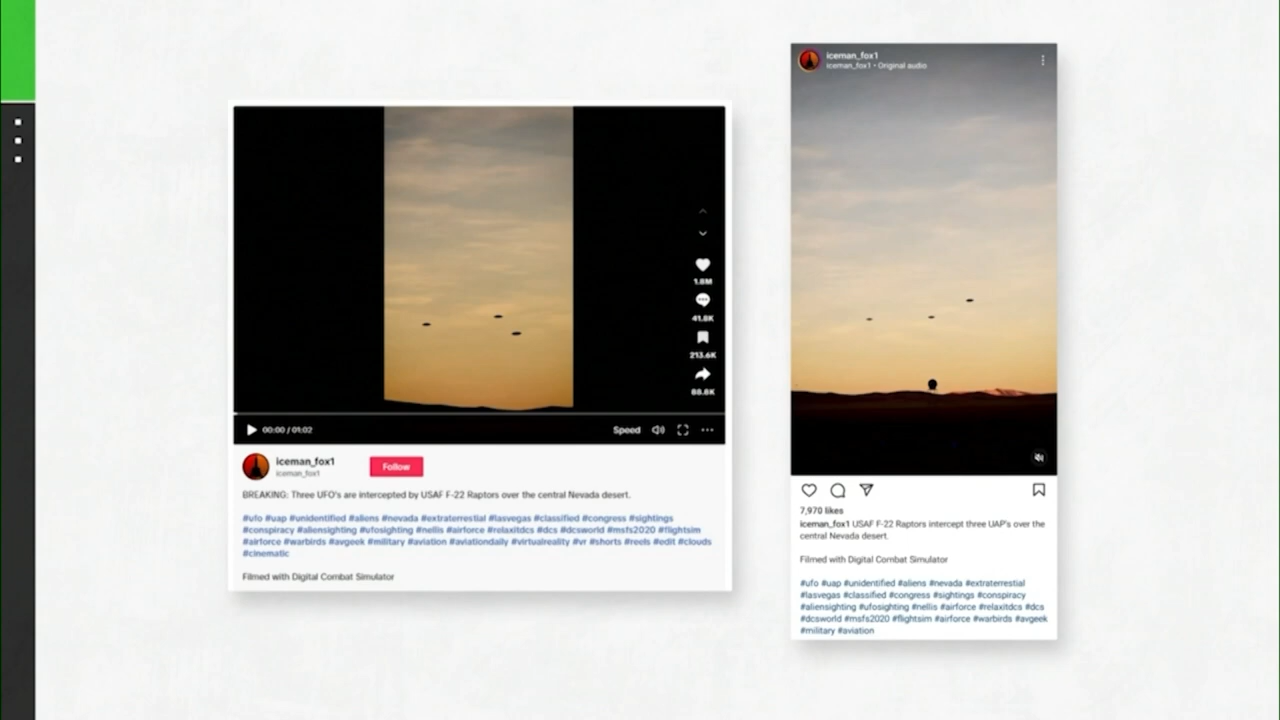 1.8M
41.8K
213.6K
88.8K
00:00 / 01:02
Speed
iceman_fox1
iceman_fox1
Follow
BREAKING: Three UFO's are intercepted by USAF F-22 Raptors over the central Nevada desert.
#ufo #uap #unidentified #aliens #nevada #extraterrestial #lasvegas #classified #congress #sightings
#conspiracy #aliensighting #ufosighting #nellis #airforce #relaxitdcs #dcs #dcsworld #msfs2020 #flightsim
#airforce #warbirds #avgeek #military #aviation #aviationdaily #virtualreality #vr #shorts #reels #edit #clouds
#cinematic
Filmed with Digital Combat Simulator
iceman_fox1
iceman_fox1 • Original audio
7,970 likes
iceman_fox1 USAF F-22 Raptors intercept three UAP's over the
central Nevada desert.
Filmed with Digital Combat Simulator
#ufo #uap #unidentified #aliens #nevada #extraterrestial
#lasvegas #classified #congress #sightings #conspiracy
#aliensighting #ufosighting #nellis #airforce #relaxitdcs #dcs
#dcsworld #msfs2020 #flightsim #airforce #warbirds #avgeek
#military #aviation